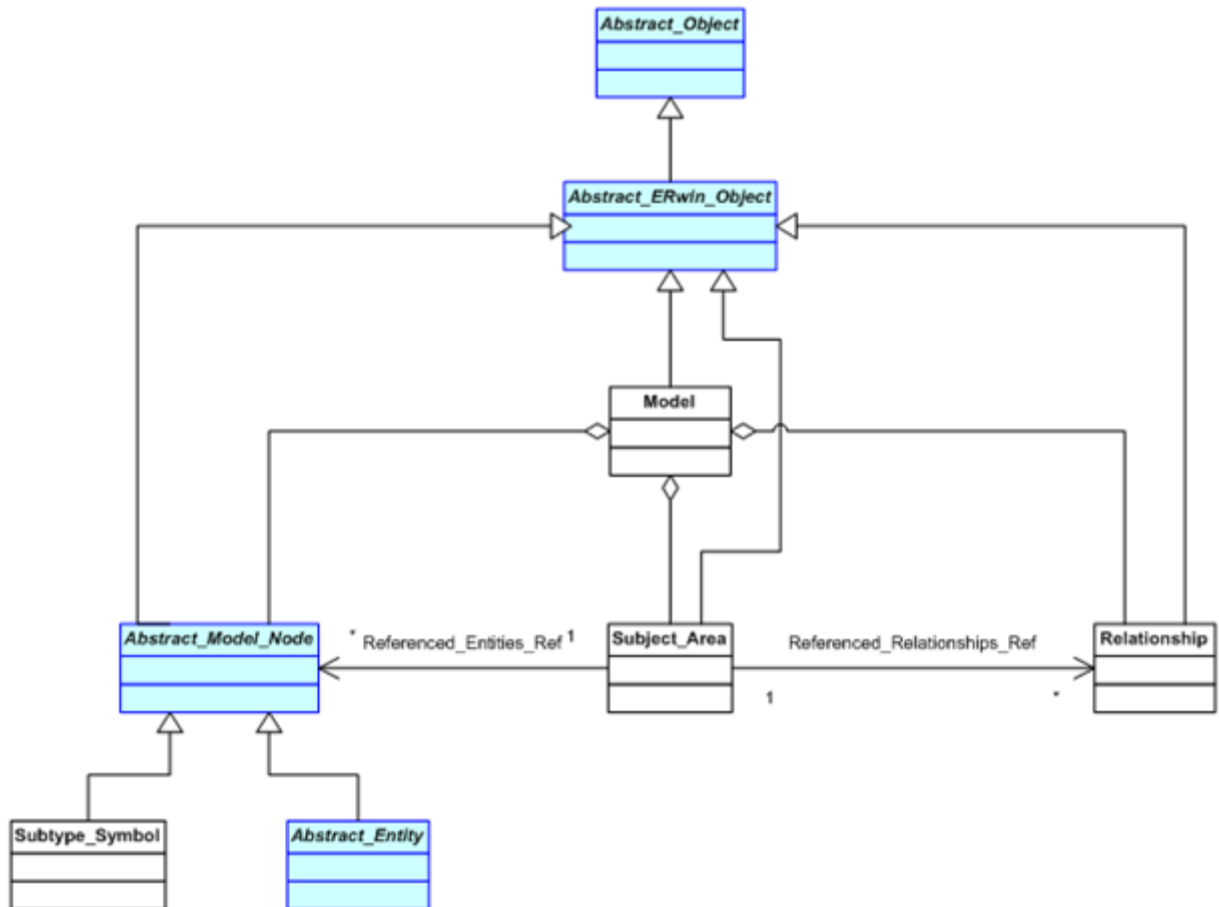 Abstract_Object
Abstract_ERwin_Object
Model
Abstract_Model_Node
* Referenced_Entities_Ref 1
Subject_Area
Referenced_Relationships_Ref
Relationship
1 *
Subtype_Symbol
Abstract_Entity